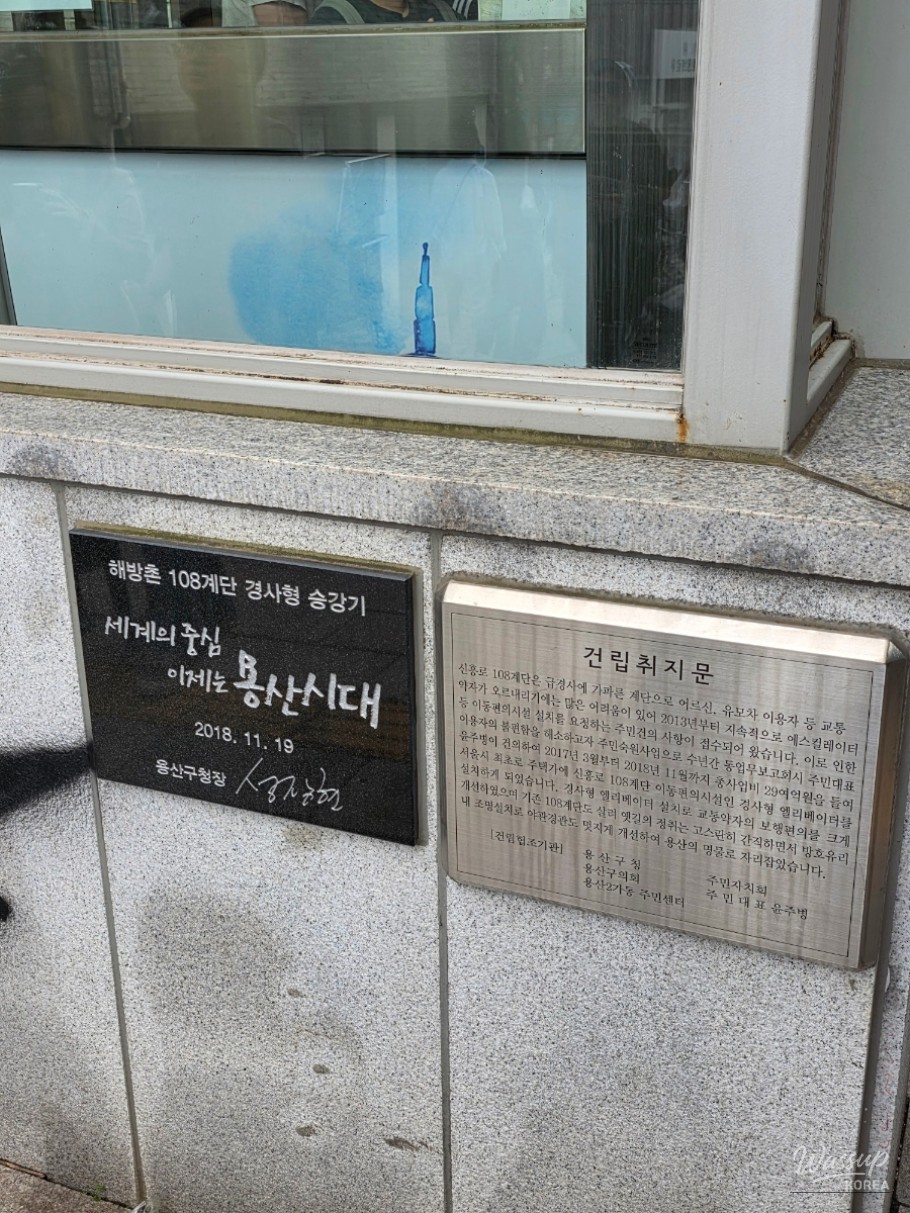 해방촌 108계단 경사형 승강기
세계의 중심
이제는 용산시대
2018. 11. 19
용산구청장 성장현
건립취지문
신흥로 108계단은 급경사에 가파른 계단으로 어르신, 유모차 이용자 등 교통
약자가 오르내리기에는 많은 어려움이 있어 2013년부터 지속적으로 에스컬레이터
등 이동편의시설 설치를 요청하는 주민건의 사항이 접수되어 왔습니다. 이로 인한
이용자의 불편함을 해소하고자 주민숙원사업으로 수년간 동업무보고회시 주민대표
윤주병이 건의하여 2017년 3월부터 2018년 11월까지 총사업비 29여억원을 들여
서울시 최초로 주택가에 신흥로 108계단 이동편의시설인 경사형 엘리베이터를
설치하게 되었습니다. 경사형 엘리베이터 설치로 교통약자의 보행편의를 크게
개선하였으며 기존 108계단도 살려 옛길의 정취는 고스란히 간직하면서 방호유리
내 조명설치로 야관경관도 멋지게 개선하여 용산의 명물로 자리잡았습니다.
[건립협조기관] 용 산 구 청
용산구의회 주민자치회
용산2가동 주민센터 주 민 대 표 윤주병
Wassup
KOREA